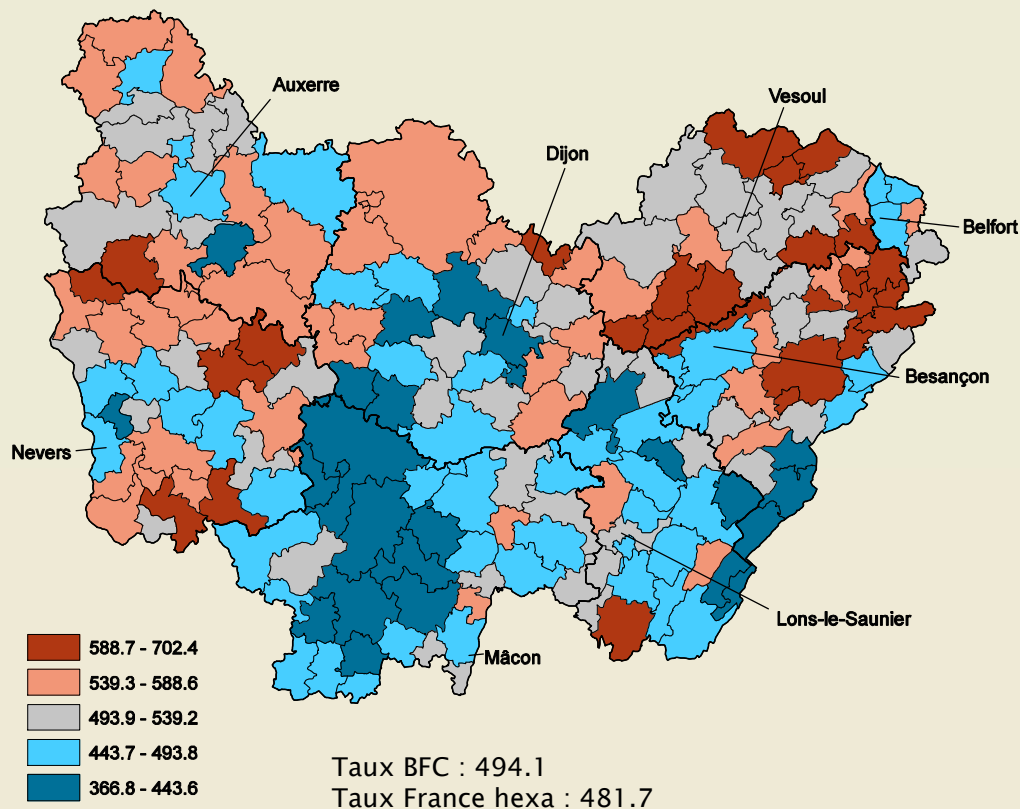 Auxerre
Vesoul
Dijon
Belfort
Besançon
Nevers
Lons-le-Saunier
Mâcon
588.7 - 702.4
539.3 - 588.6
493.9 - 539.2
443.7 - 493.8
366.8 - 443.6
Taux BFC : 494.1
Taux France hexa : 481.7